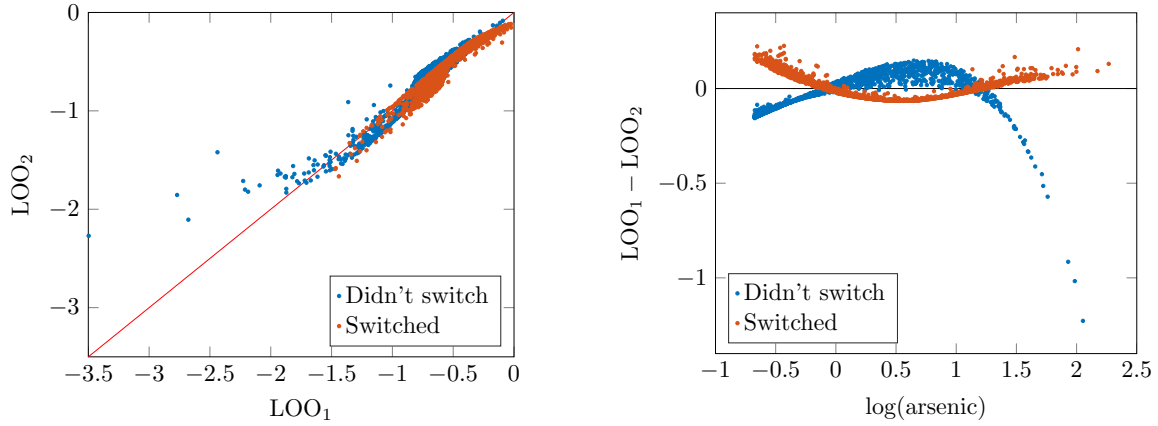 0
−1
−2
−3
LOO₂
−3.5 −3 −2.5 −2 −1.5 −1 −0.5 0
LOO₁
Didn't switch
Switched
0
−0.5
−1
LOO₁ − LOO₂
−1 −0.5 0 0.5 1 1.5 2 2.5
log(arsenic)
Didn't switch
Switched